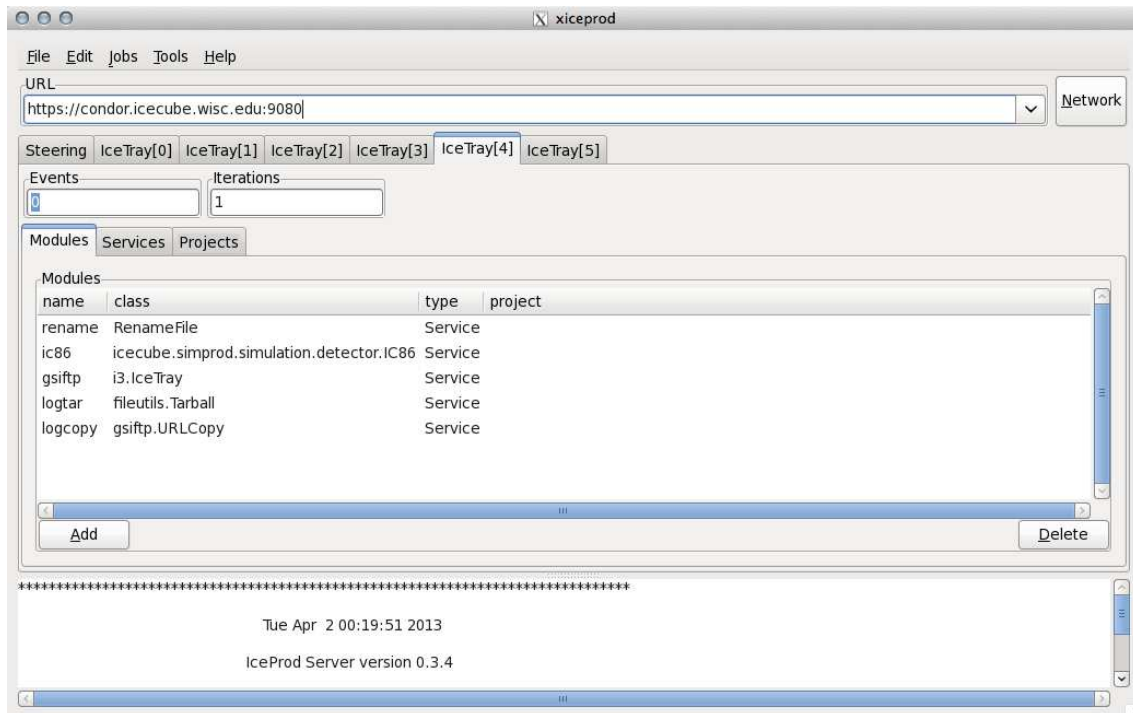 xiceprod
File Edit Jobs Tools Help
URL
https://condor.icecube.wisc.edu:9080
Network
Steering IceTray[0] IceTray[1] IceTray[2] IceTray[3] IceTray[4] IceTray[5]
Events Iterations
0 1
Modules Services Projects
Modules
name class type project
rename RenameFile Service
ic86 icecube.simprod.simulation.detector.IC86 Service
gsiftp i3.IceTray Service
logtar fileutils.Tarball Service
logcopy gsiftp.URLCopy Service
Add Delete
********************************************************************************
Tue Apr 2 00:19:51 2013
IceProd Server version 0.3.4